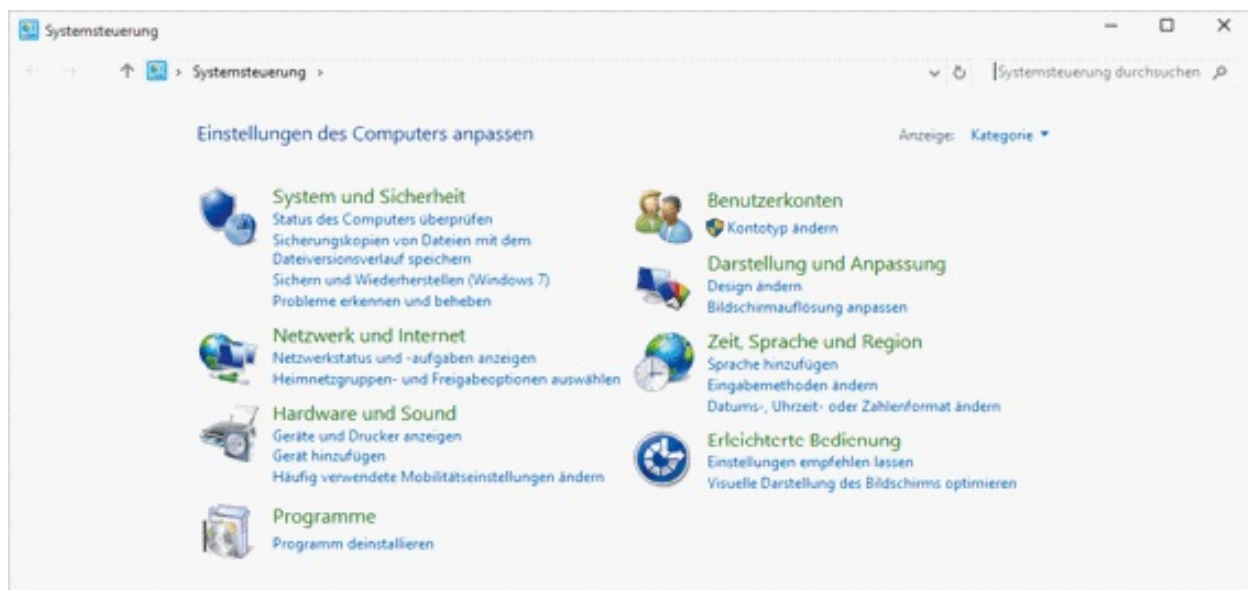 Systemsteuerung
Systemsteuerung
Systemsteuerung durchsuchen
Einstellungen des Computers anpassen
Anzeige: Kategorie
System und Sicherheit
Status des Computers überprüfen
Sicherungskopien von Dateien mit dem
Dateiversionsverlauf speichern
Sichern und Wiederherstellen (Windows 7)
Probleme erkennen und beheben
Netzwerk und Internet
Netzwerkstatus und -aufgaben anzeigen
Heimnetzgruppen- und Freigabeoptionen auswählen
Hardware und Sound
Geräte und Drucker anzeigen
Gerät hinzufügen
Häufig verwendete Mobilitätseinstellungen ändern
Programme
Programm deinstallieren
Benutzerkonten
Kontotyp ändern
Darstellung und Anpassung
Design ändern
Bildschirmauflösung anpassen
Zeit, Sprache und Region
Sprache hinzufügen
Eingabemethoden ändern
Datums-, Uhrzeit- oder Zahlenformat ändern
Erleichterte Bedienung
Einstellungen empfehlen lassen
Visuelle Darstellung des Bildschirms optimieren